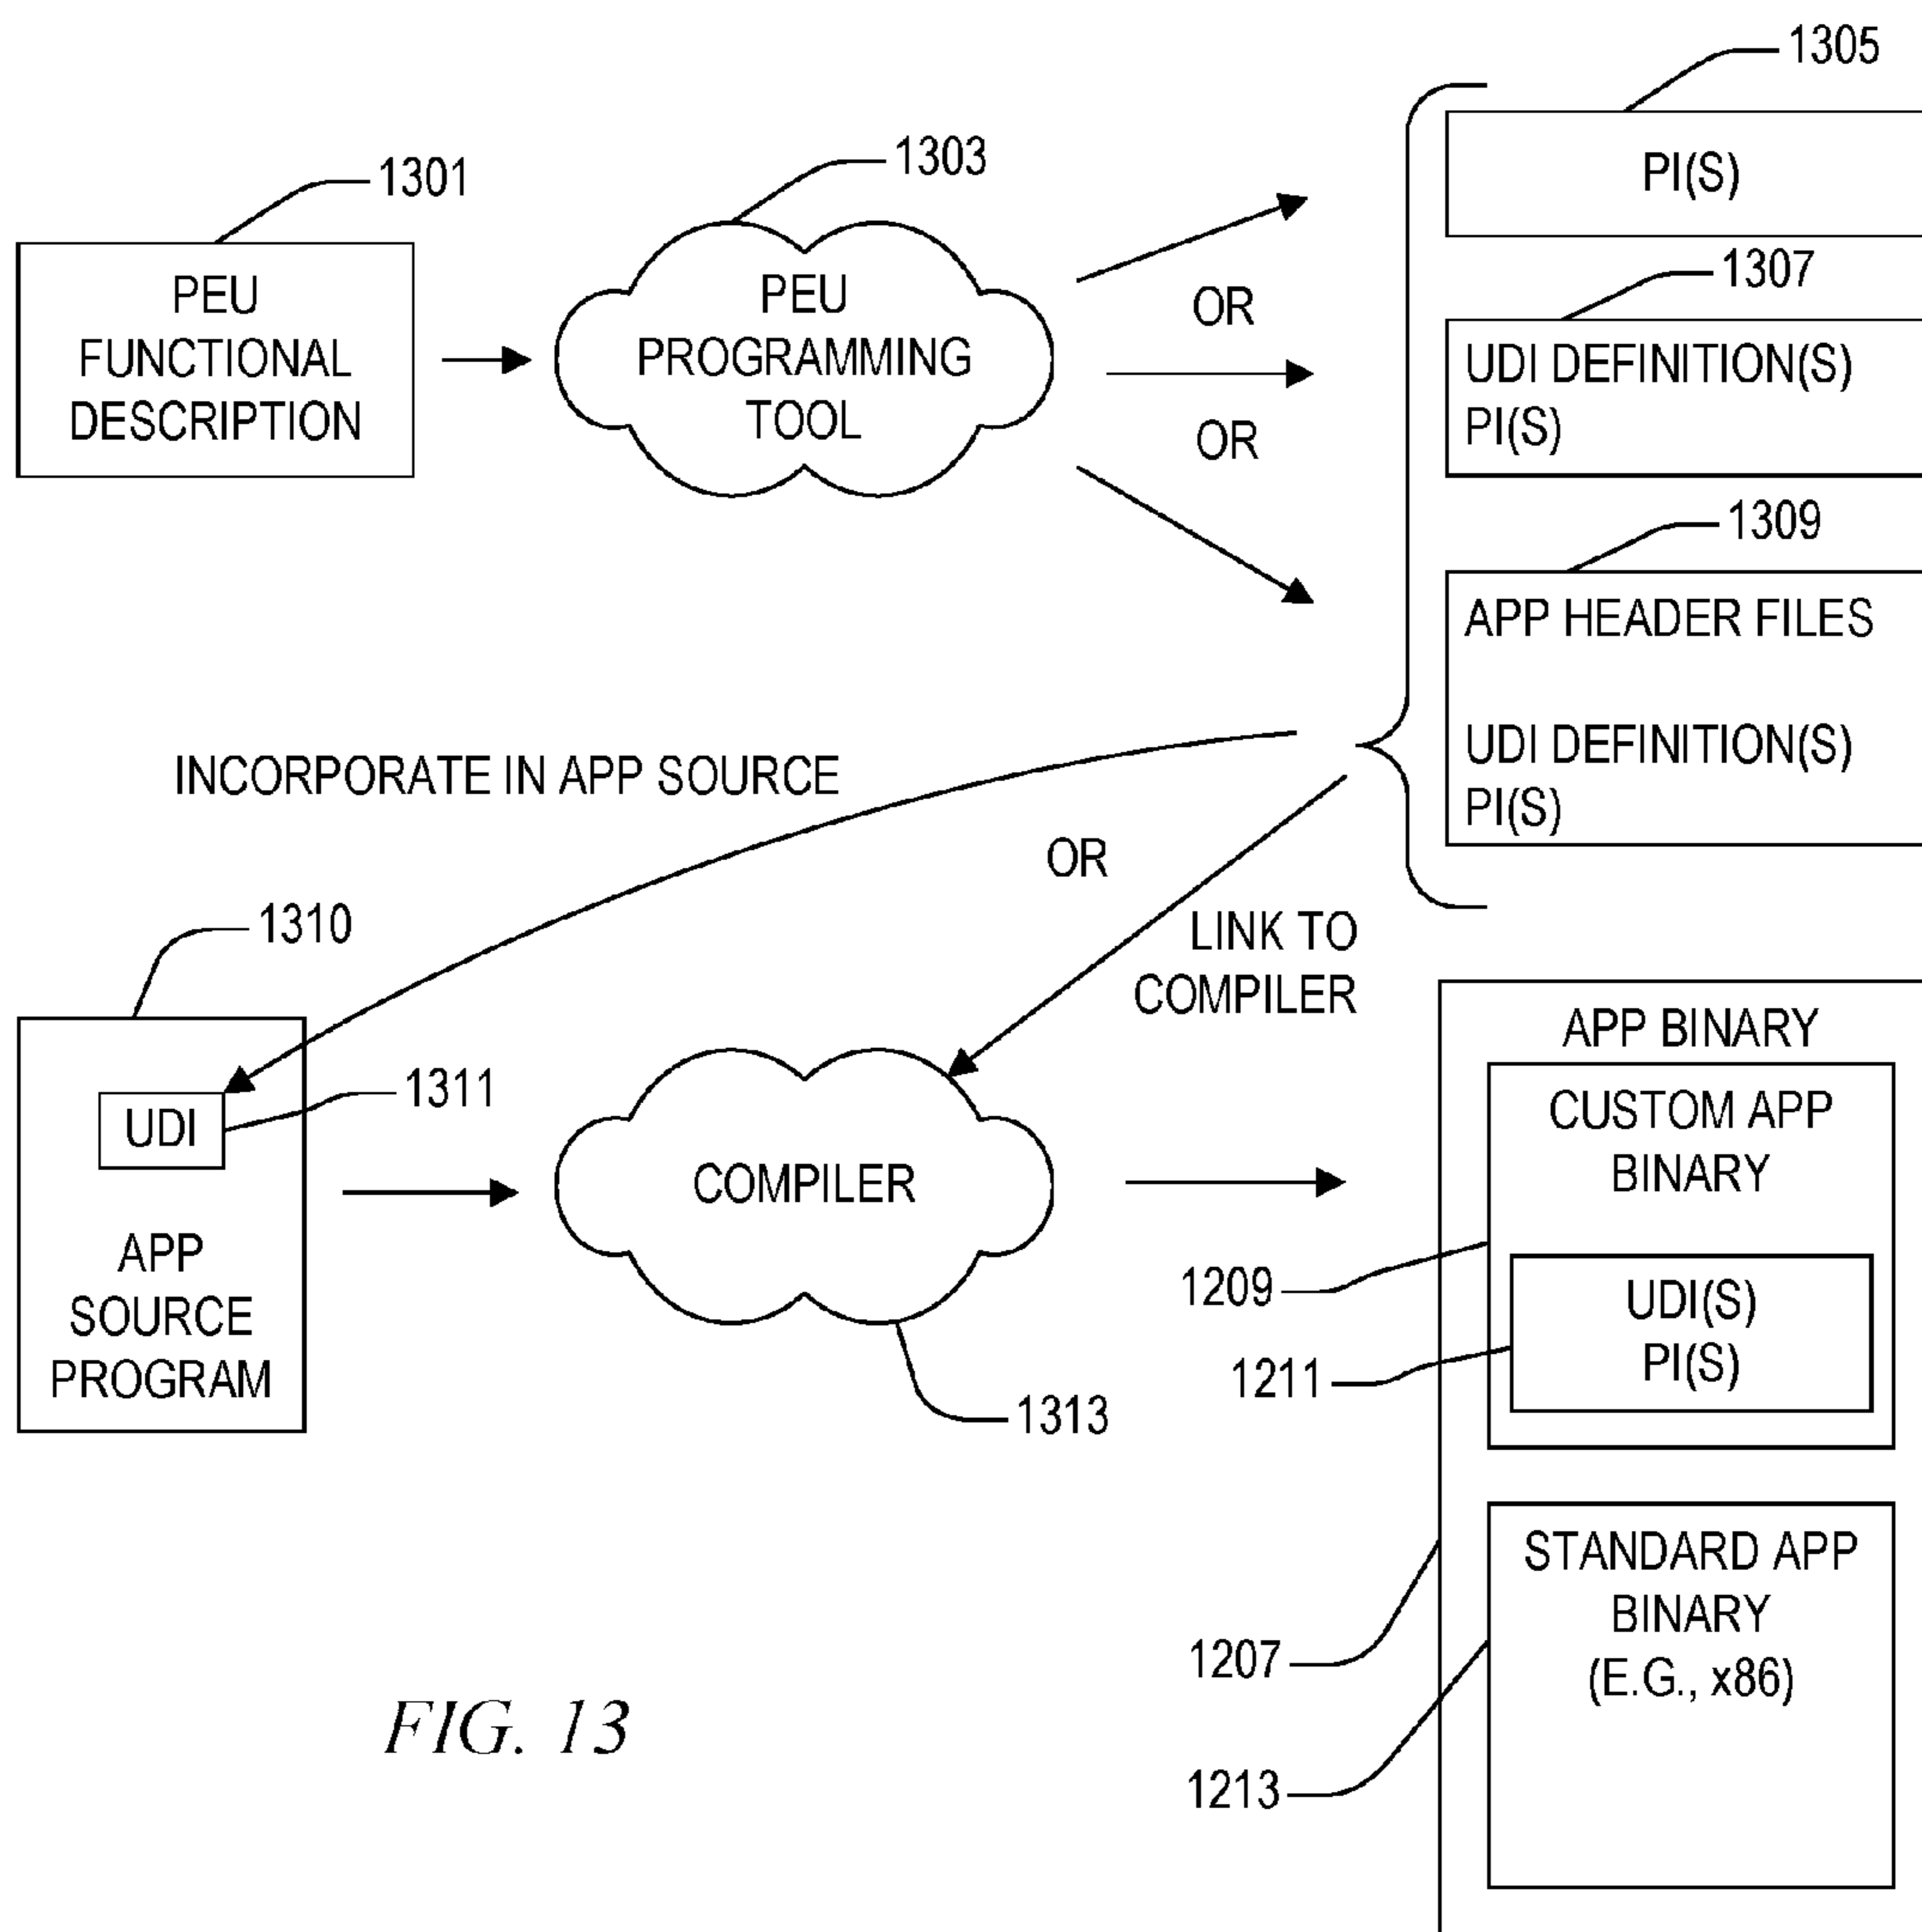 1305
PI(S)
1301
1303
PEU
FUNCTIONAL
DESCRIPTION
PEU
PROGRAMMING
TOOL
OR
OR
1307
UDI DEFINITION(S)
PI(S)
1309
APP HEADER FILES
UDI DEFINITION(S)
PI(S)
INCORPORATE IN APP SOURCE
OR
LINK TO
COMPILER
1310
UDI
1311
APP
SOURCE
PROGRAM
COMPILER
1313
APP BINARY
CUSTOM APP
BINARY
1209
UDI(S)
PI(S)
1211
STANDARD APP
BINARY
(E.G., x86)
1207
1213
FIG. 13